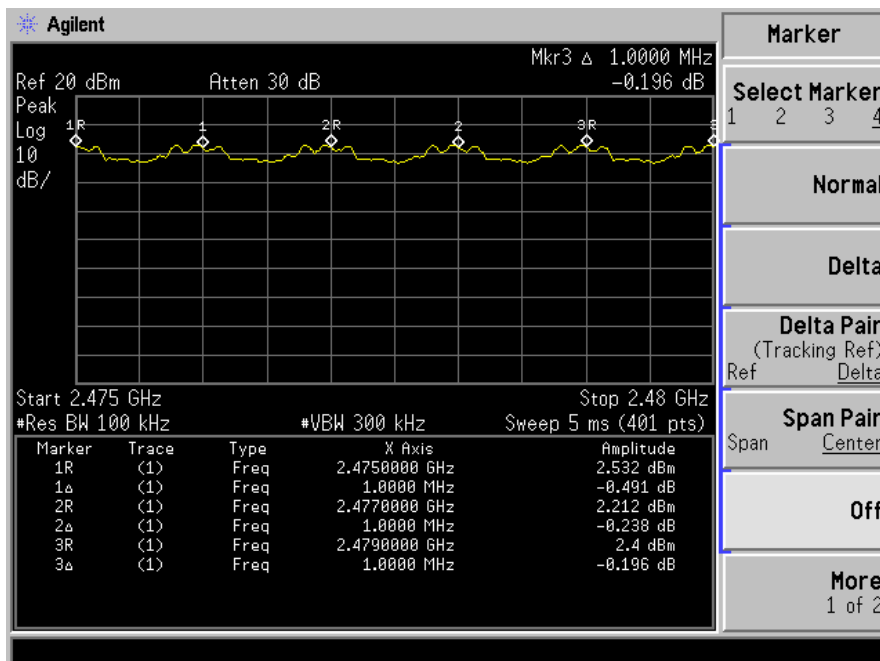 Agilent
Marker
Mkr3 Δ 1.0000 MHz
Ref 20 dBm Atten 30 dB -0.196 dB
Peak
Log
10
dB/
1R 1 2R 2 3R
Start 2.475 GHz Stop 2.48 GHz
#Res BW 100 kHz #VBW 300 kHz Sweep 5 ms (401 pts)
Marker Trace Type X Axis Amplitude
1R (1) Freq 2.4750000 GHz 2.532 dBm
1Δ (1) Freq 1.0000 MHz -0.491 dB
2R (1) Freq 2.4770000 GHz 2.212 dBm
2Δ (1) Freq 1.0000 MHz -0.238 dB
3R (1) Freq 2.4790000 GHz 2.4 dBm
3Δ (1) Freq 1.0000 MHz -0.196 dB
Select Marker
1 2 3 4
Normal
Delta
Delta Pair
(Tracking Ref)
Ref Delta
Span Pair
Span Center
Off
More
1 of 2